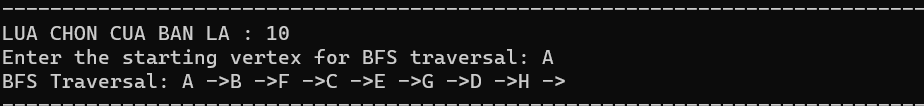 LUA CHON CUA BAN LA : 10
Enter the starting vertex for BFS traversal: A
BFS Traversal: A ->B ->F ->C ->E ->G ->D ->H ->